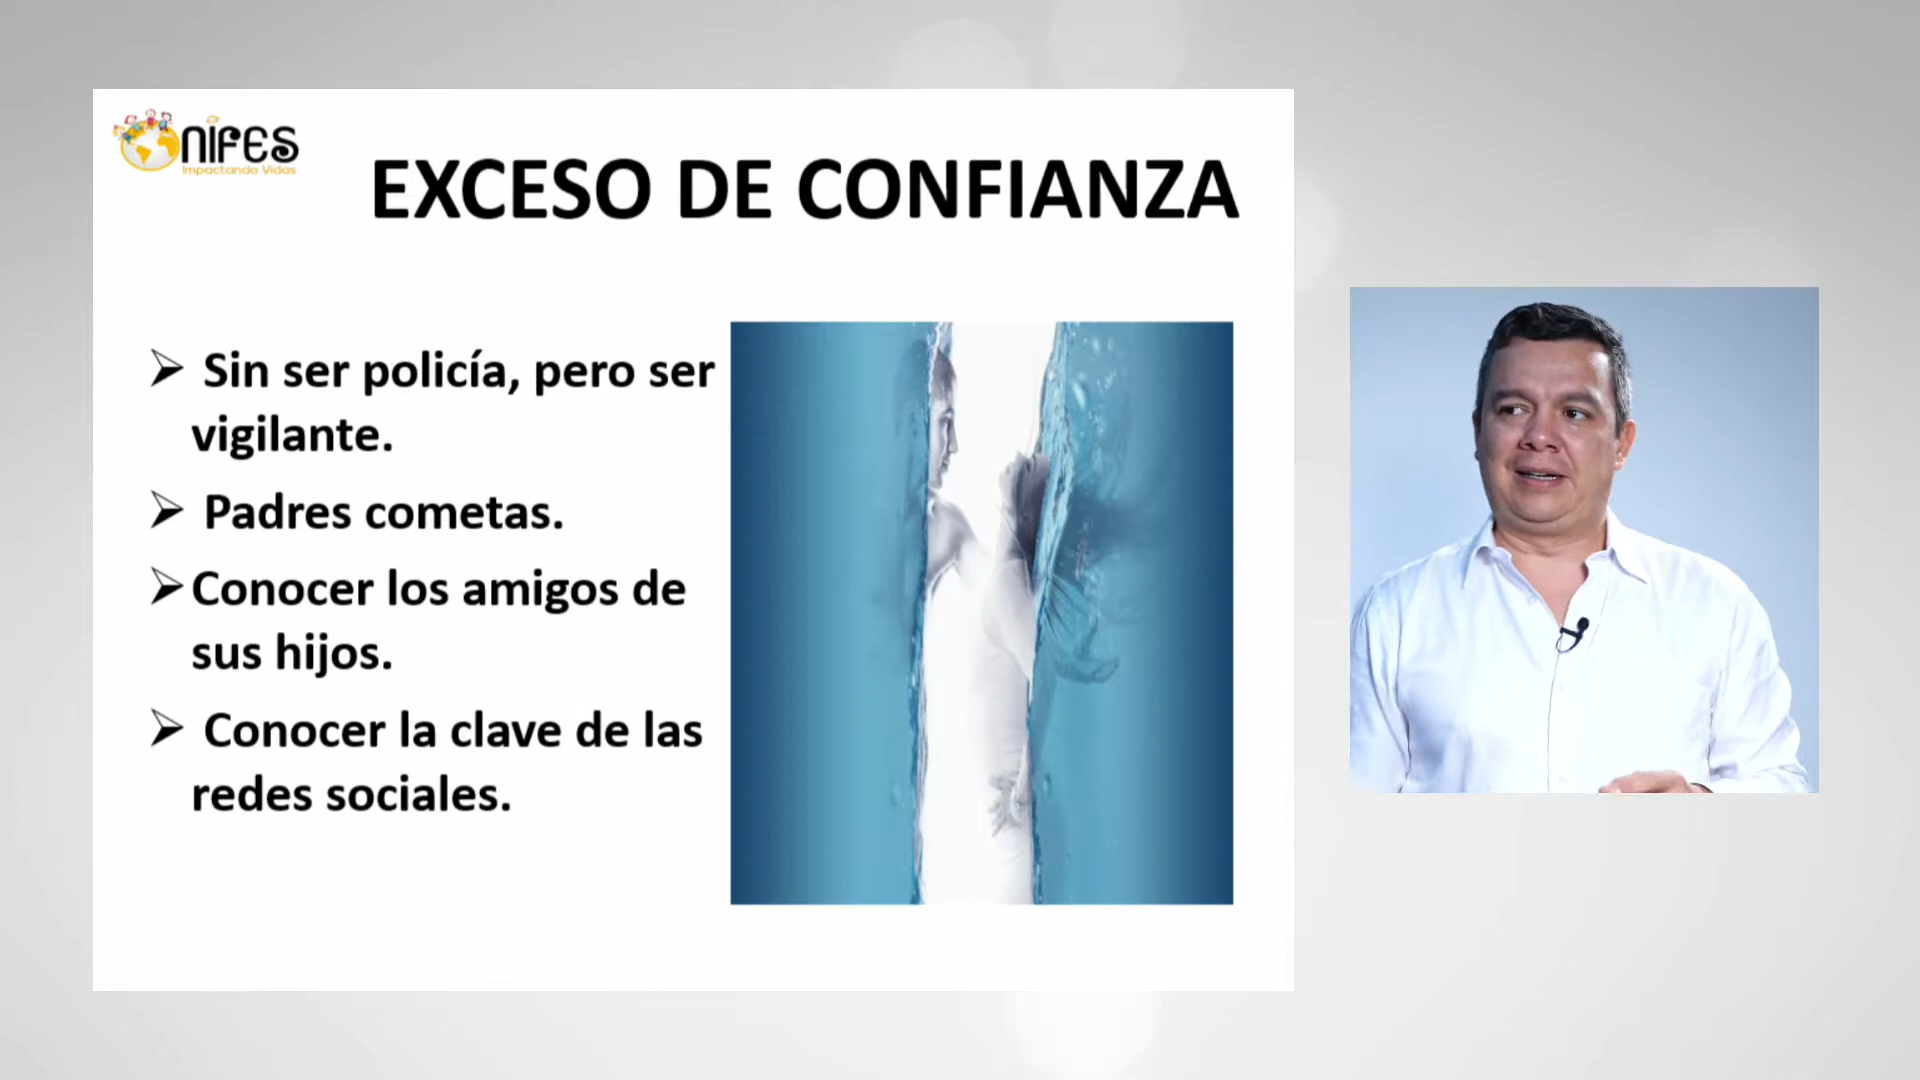 ONIFES
Impactando Vidas
EXCESO DE CONFIANZA
Sin ser policía, pero ser
vigilante.
Padres cometas.
Conocer los amigos de
sus hijos.
Conocer la clave de las
redes sociales.